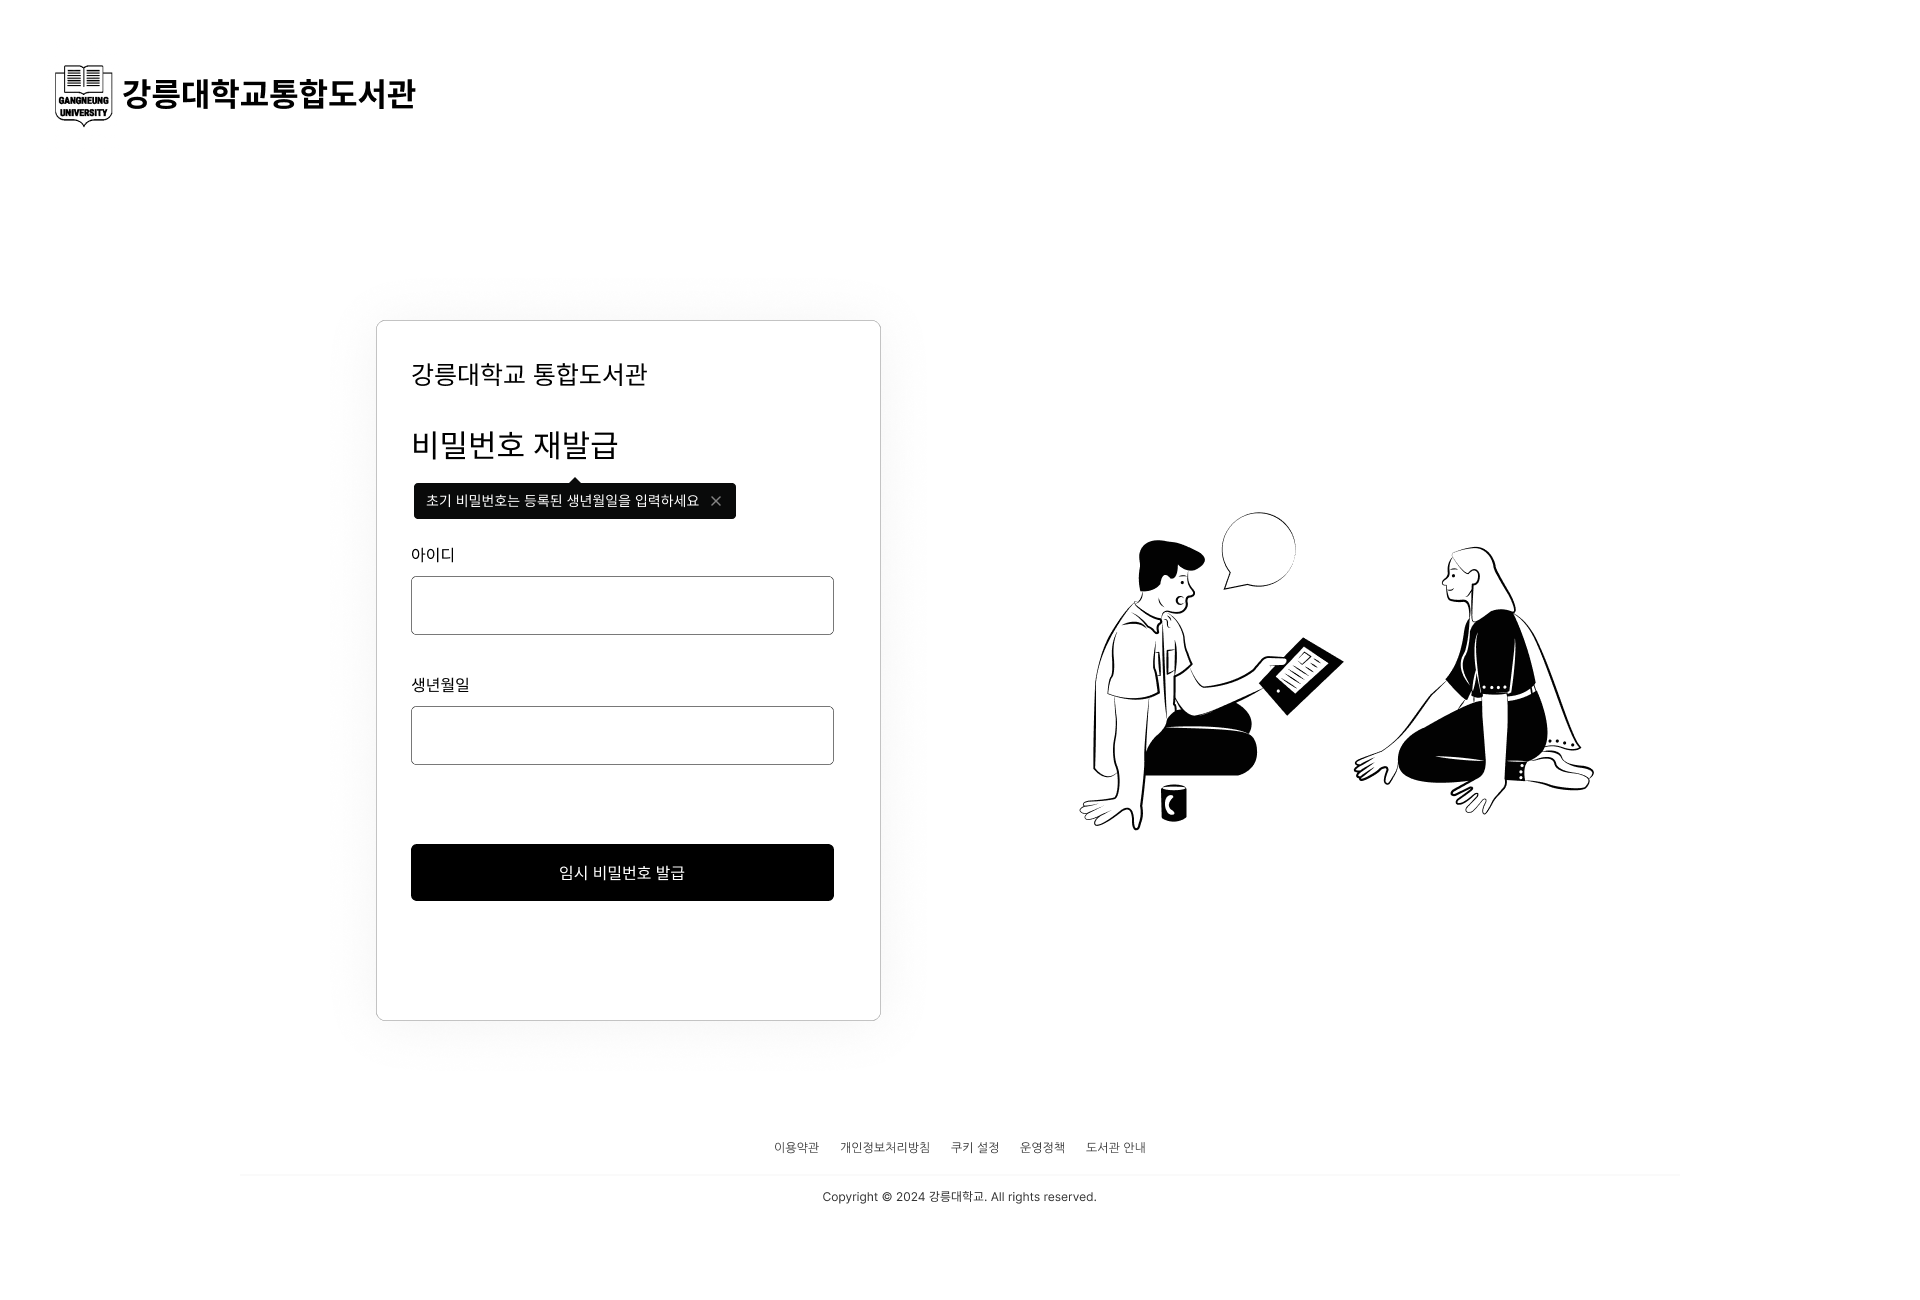 GANGNEUNG
UNIVERSITY
강릉대학교통합도서관
강릉대학교 통합도서관
비밀번호 재발급
초기 비밀번호는 등록된 생년월일을 입력하세요
아이디
생년월일
임시 비밀번호 발급
이용약관 개인정보처리방침 쿠키 설정 운영정책 도서관 안내
Copyright © 2024 강릉대학교. All rights reserved.